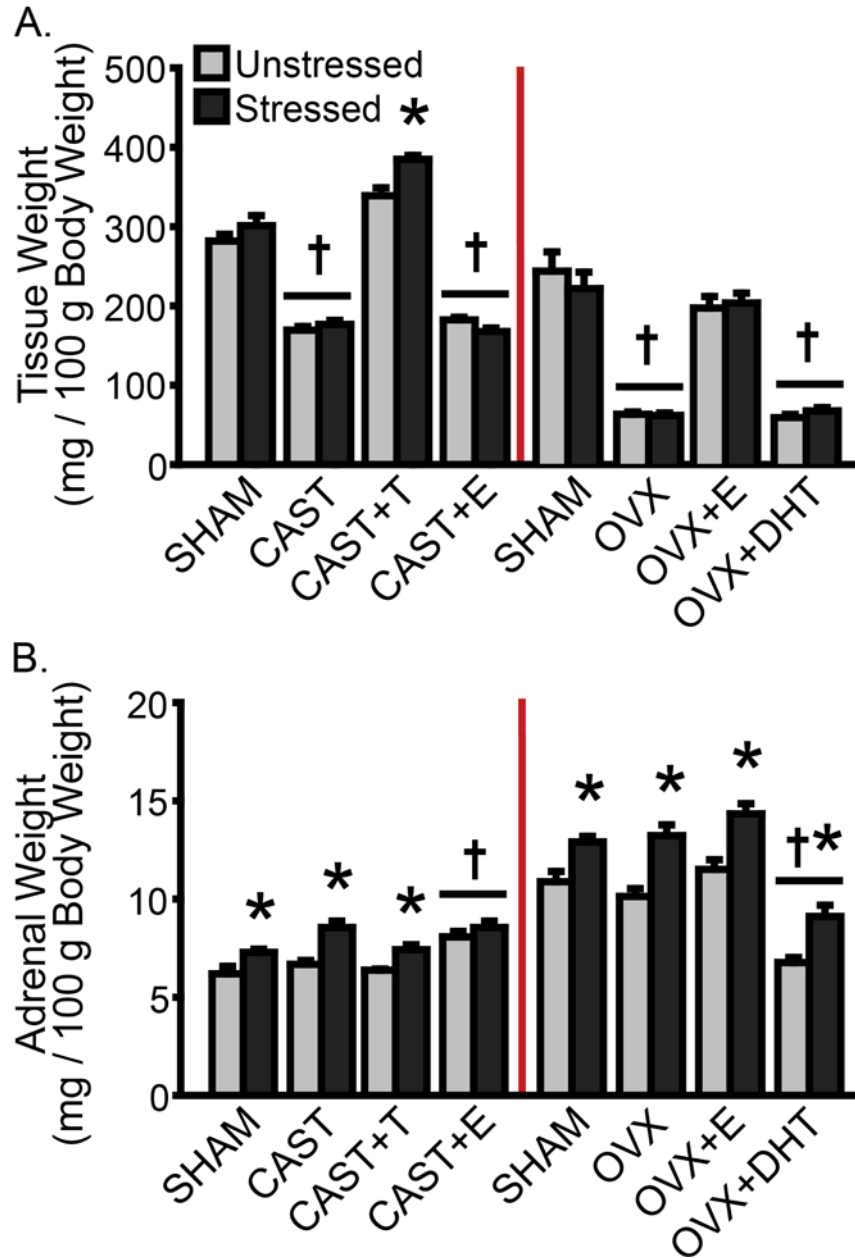 A.
Unstressed
Stressed
Tissue Weight
(mg / 100 g Body Weight)
500
400
300
200
100
0
*
†
†
†
†
SHAM
CAST
CAST+T
CAST+E
SHAM
OVX
OVX+E
OVX+DHT
B.
Adrenal Weight
(mg / 100 g Body Weight)
20
15
10
5
0
*
*
*
†
*
*
*
†*
SHAM
CAST
CAST+T
CAST+E
SHAM
OVX
OVX+E
OVX+DHT